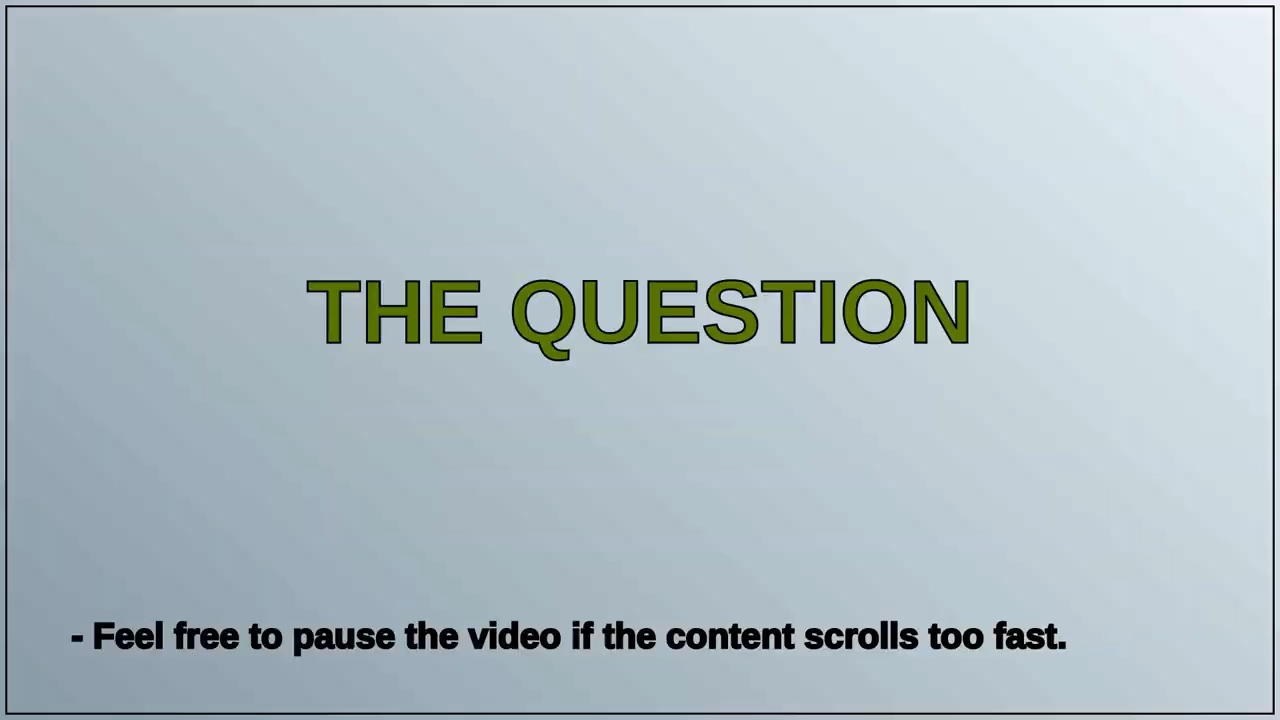 THE QUESTION
- Feel free to pause the video if the content scrolls too fast.